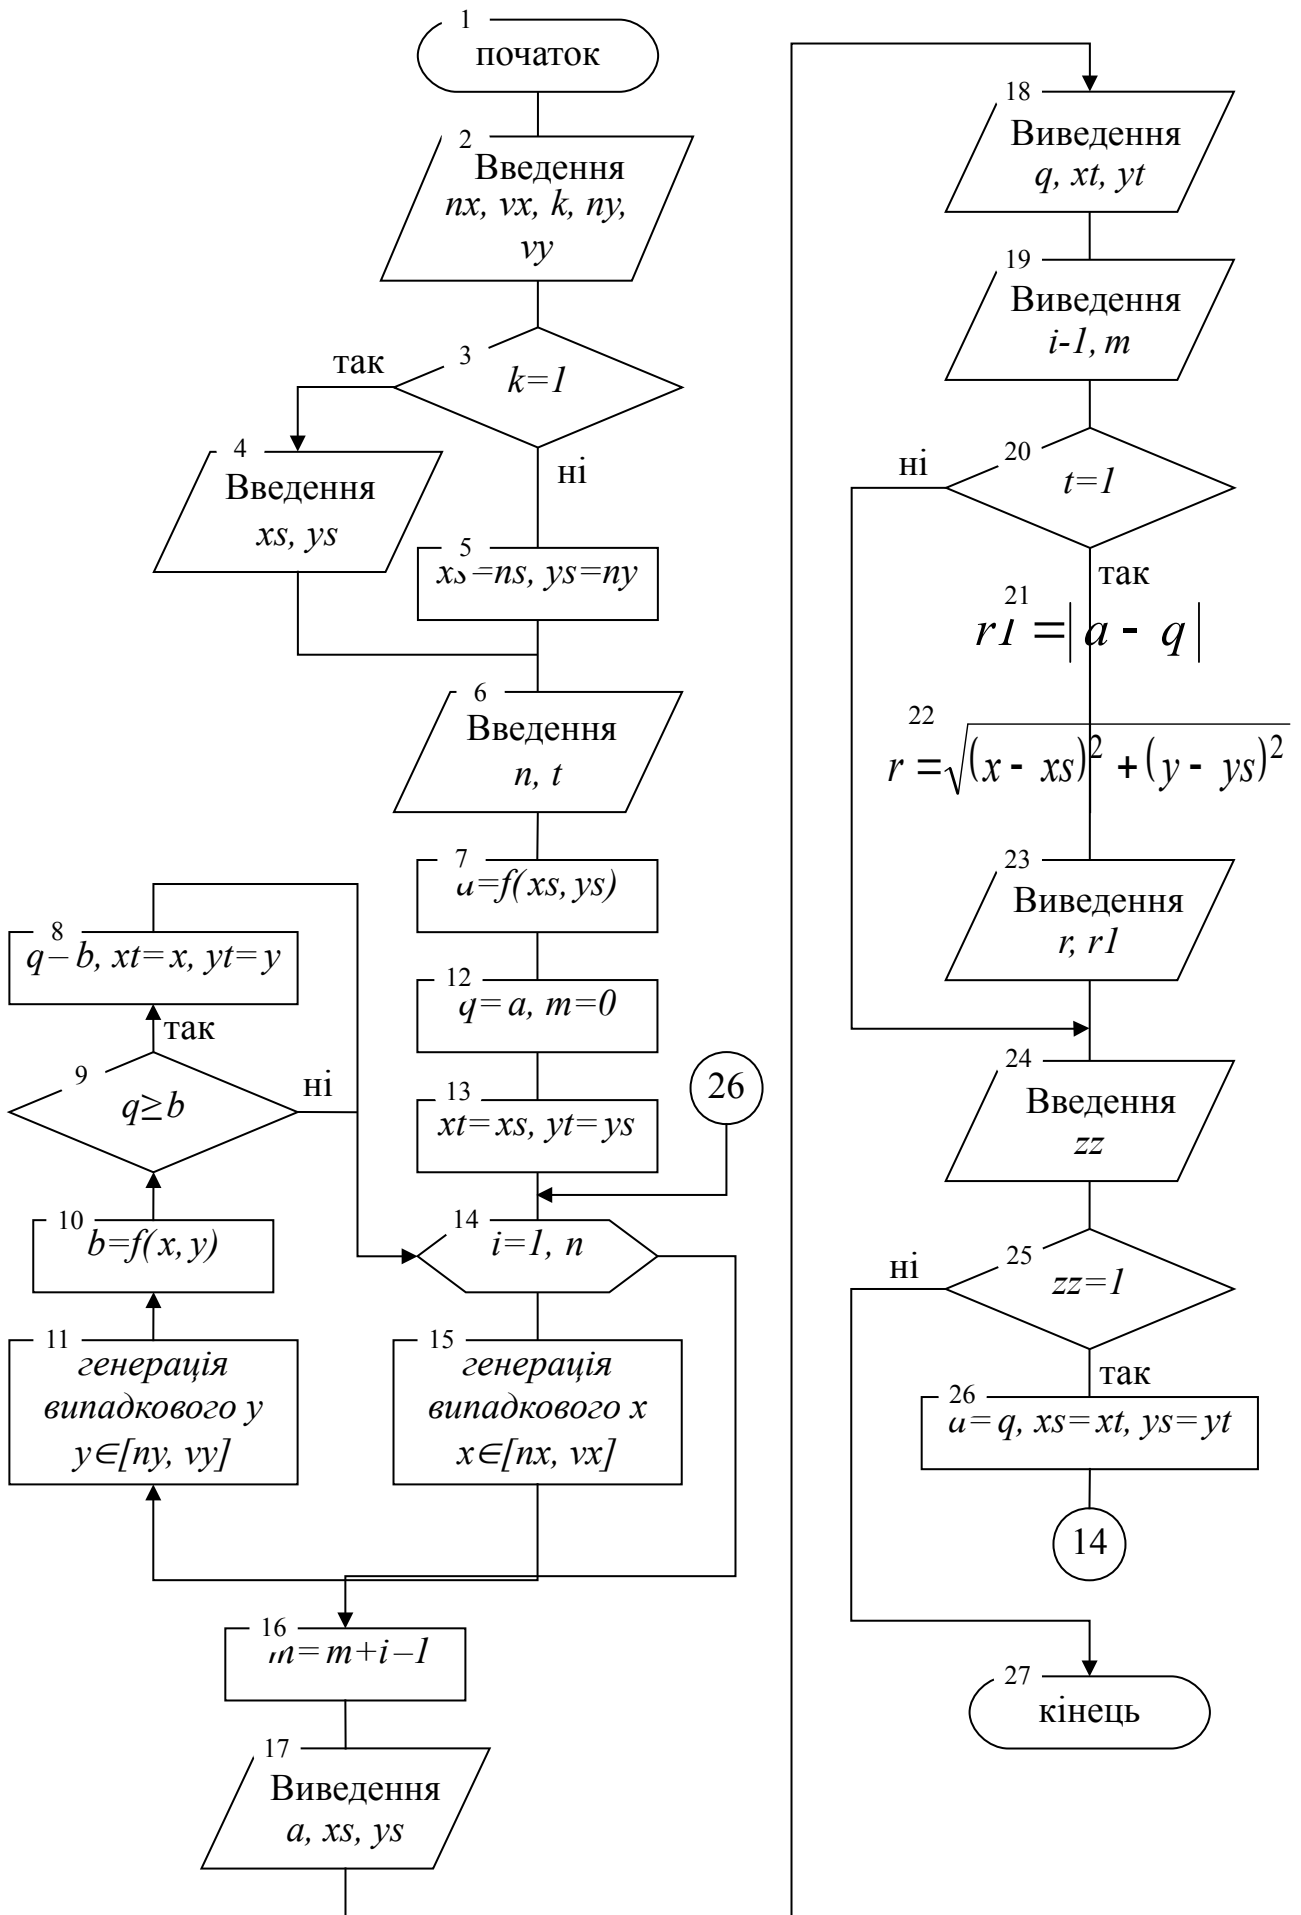 1
початок
2
Введення
nx, vx, k, ny,
vy
3
k=1
так
ні
4
Введення
xs, ys
5
xs=ns, ys=ny
6
Введення
n, t
7
a=f(xs, ys)
8
q=b, xt=x, yt=y
так
9
q≥b
ні
10
b=f(x, y)
11
генерація
випадкового y
y∈[ny, vy]
12
q=a, m=0
13
xt=xs, yt=ys
26
14
i=1, n
15
генерація
випадкового x
x∈[nx, vx]
16
m=m+i–1
17
Виведення
a, xs, ys
18
Виведення
q, xt, yt
19
Виведення
i-1, m
20
t=1
ні
так
21
r1 = |a - q|
22
r = √(x - xs)² + (y - ys)²
23
Виведення
r, r1
24
Введення
zz
25
zz=1
ні
так
26
a=q, xs=xt, ys=yt
14
27
кінець